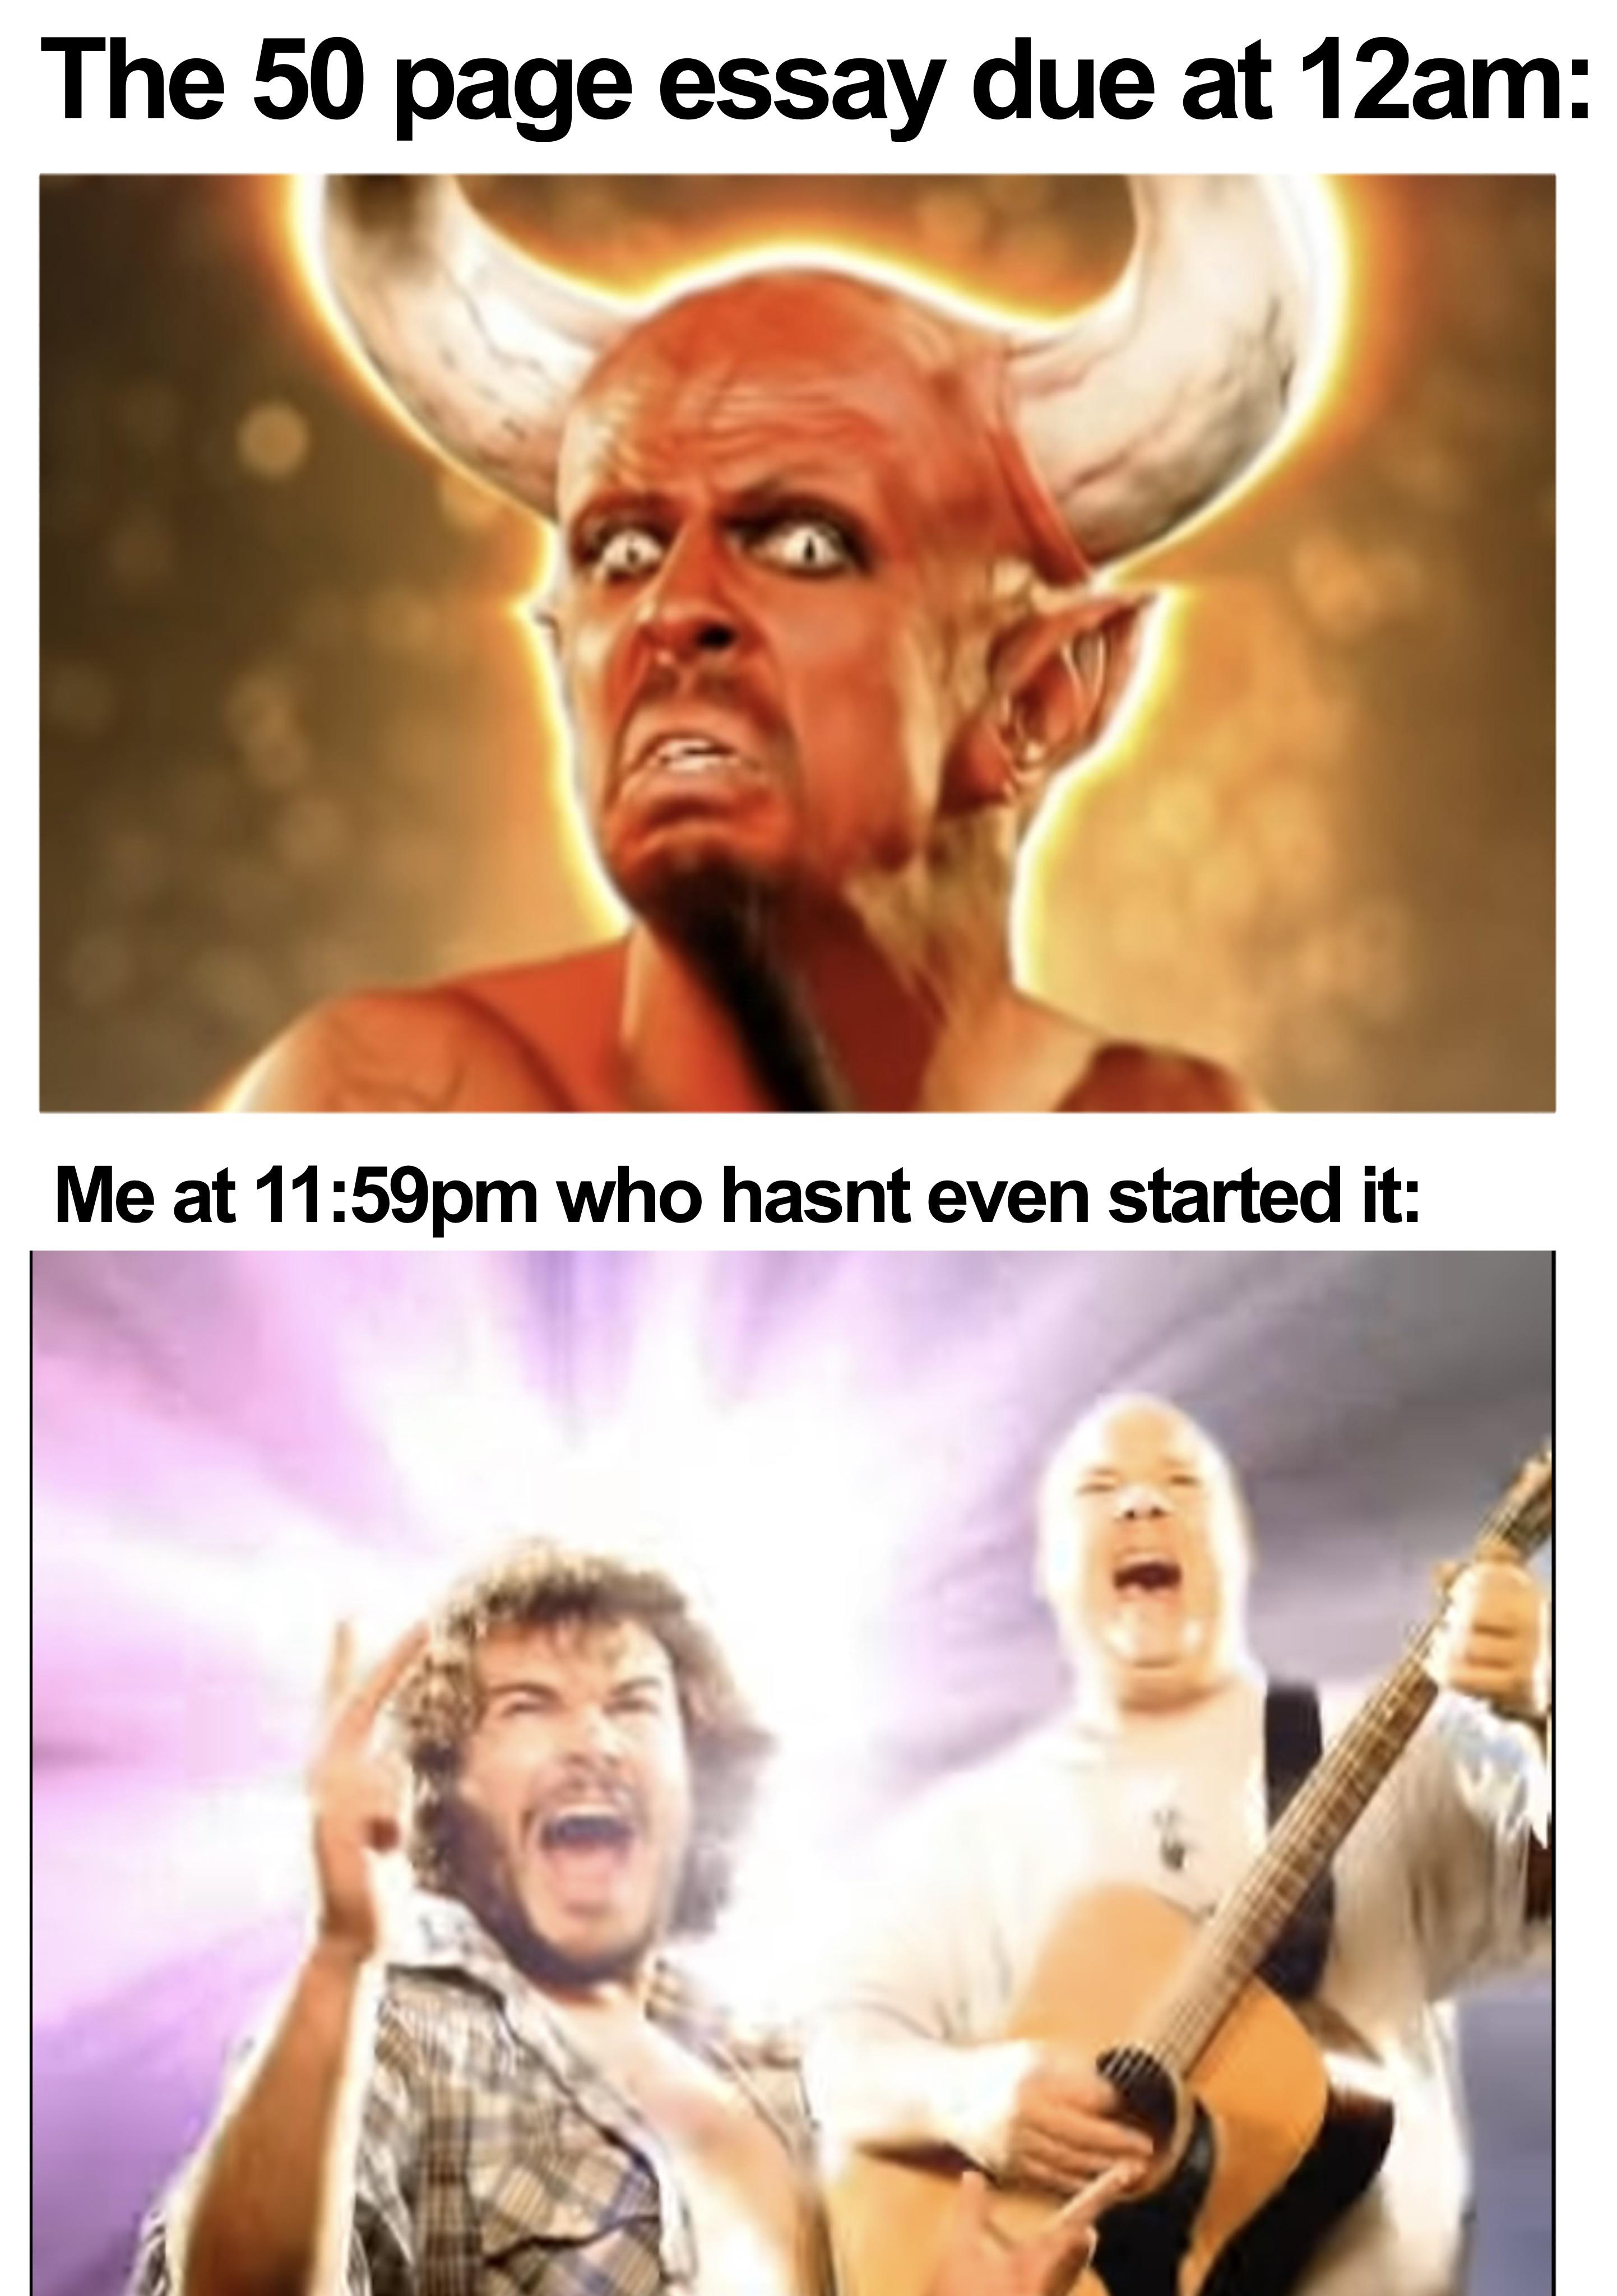 The 50 page essay due at 12am:
Me at 11:59pm who hasnt even started it: